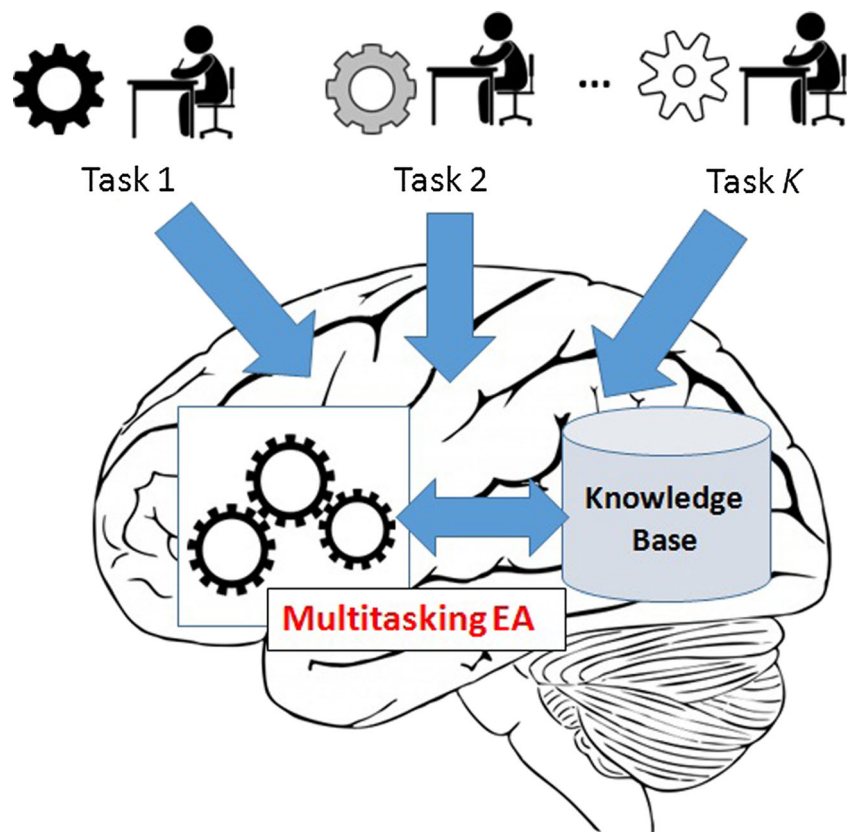 ...
Task 1
Task 2
Task K
Knowledge
Base
Multitasking EA